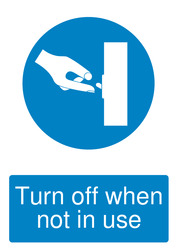 Turn off when
not in use